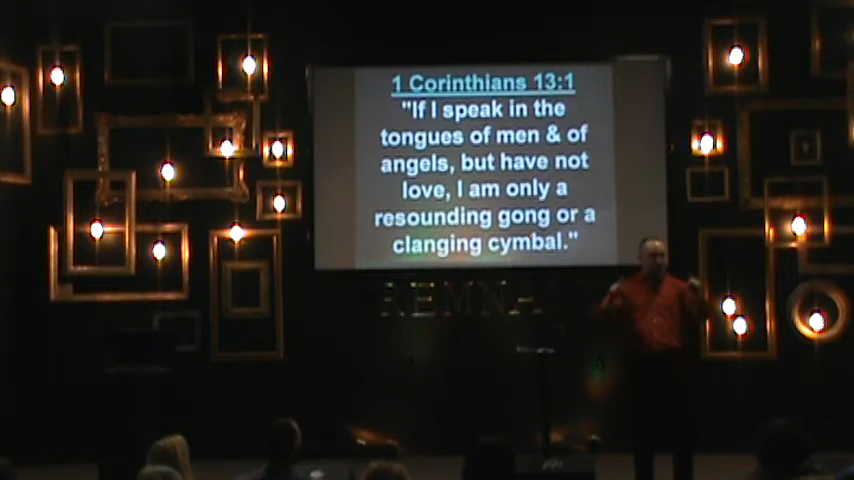 1 Corinthians 13:1
"If I speak in the
tongues of men & of
angels, but have not
love, I am only a
resounding gong or a
clanging cymbal."
REMNA